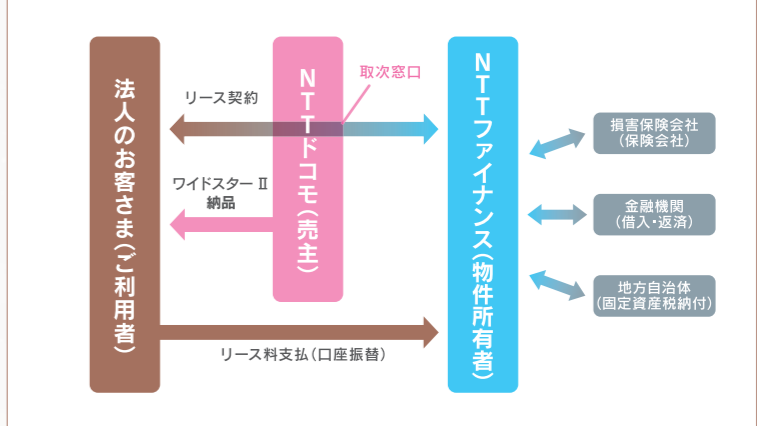 法人のお客さま(ご利用者)
リース契約
ワイドスター Ⅱ
納品
NTTドコモ(売主)
取次窓口
NTTファイナンス(物件所有者)
損害保険会社
(保険会社)
金融機関
(借入・返済)
地方自治体
(固定資産税納付)
リース料支払(口座振替)